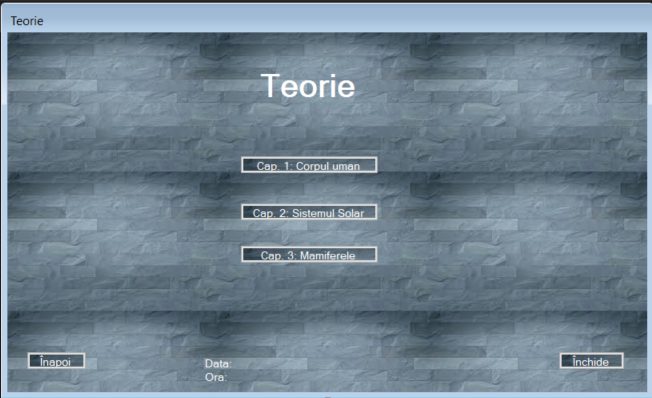 Teorie
Teorie
Cap. 1: Corpul uman
Cap. 2: Sistemul Solar
Cap. 3: Mamiferele
Înapoi
Data:
Ora:
Închide